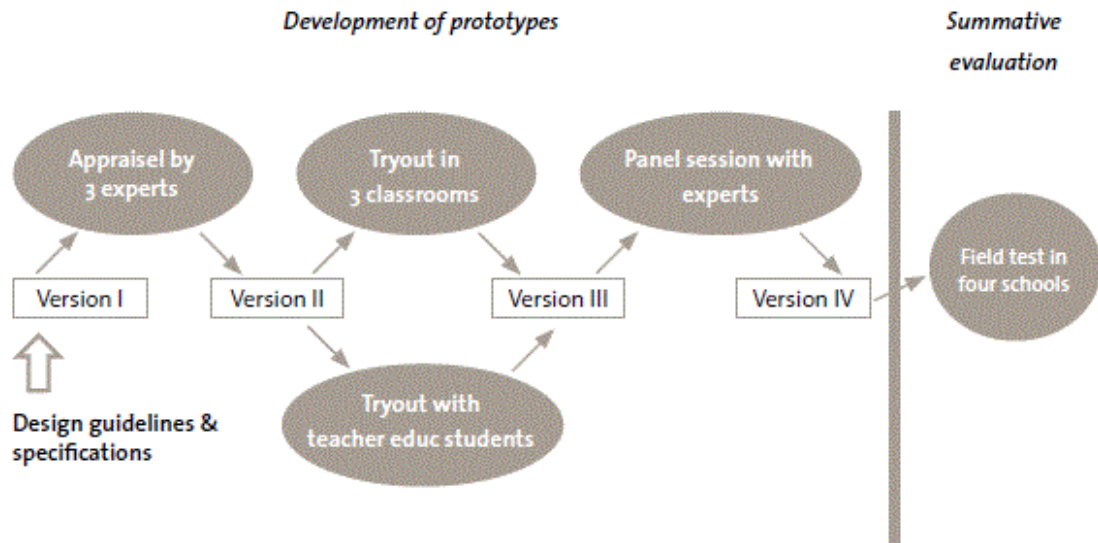 Development of prototypes
Summative
evaluation
Appraisel by
3 experts
Tryout in
3 classrooms
Panel session with
experts
Field test in
four schools
Version I
Version II
Version III
Version IV
Design guidelines &
specifications
Tryout with
teacher educ students